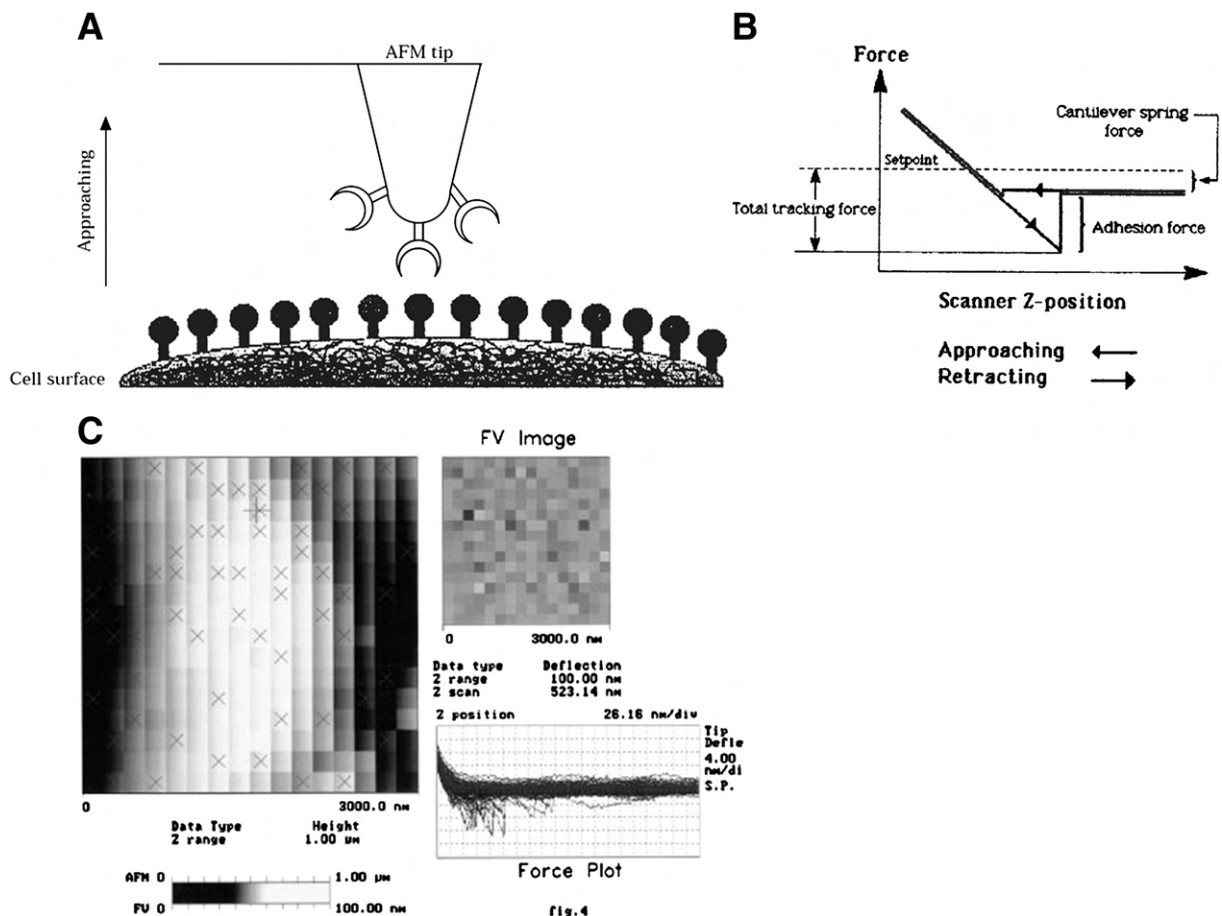 A
AFM tip
Approaching
Cell surface
B
Force
Cantilever spring
force
Setpoint
Total tracking force
Adhesion force
Scanner Z-position
Approaching
Retracting
C
0
3000.0 nM
Data Type Height
Z range 1.00 µM
AFM 0 1.00 µM
FV 0 100.00 nM
FV Image
0 3000.0 nM
Data type Deflection
Z range 100.00 nM
Z scan 523.14 nM
Z position 26.16 nM/div
Tip
Defle
4.00
nM/di
S.P.
Force Plot
fig.4